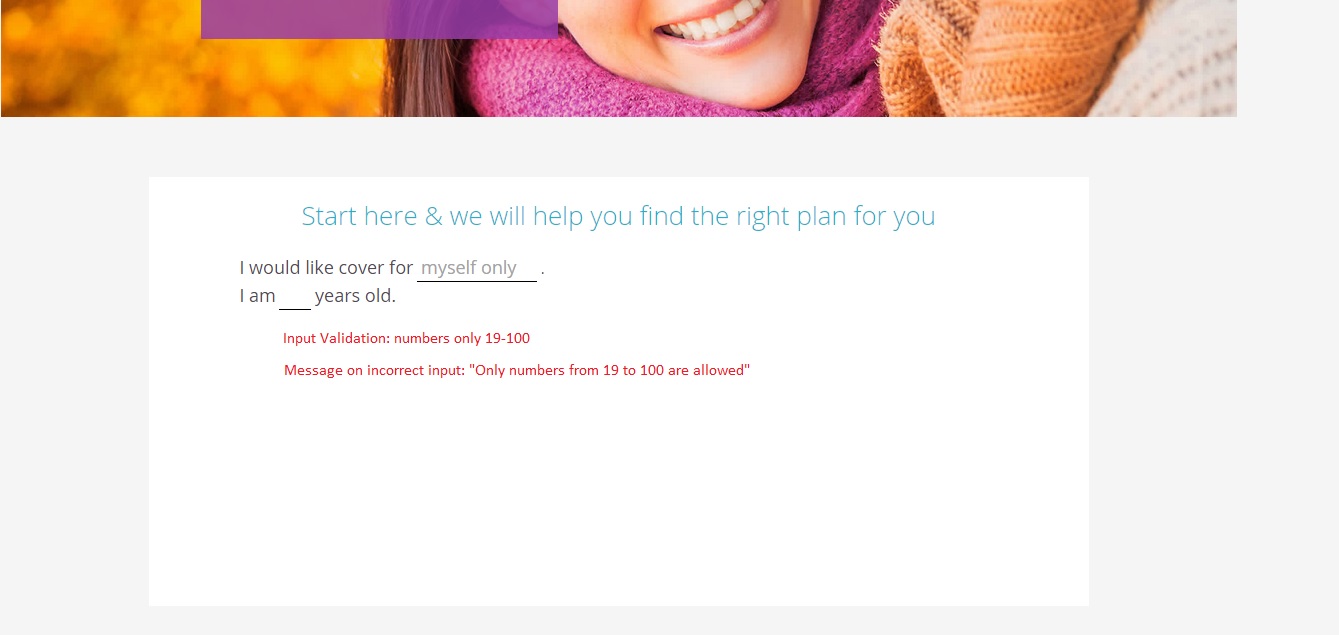 Start here & we will help you find the right plan for you
I would like cover for myself only .
I am ___ years old.
Input Validation: numbers only 19-100
Message on incorrect input: "Only numbers from 19 to 100 are allowed"